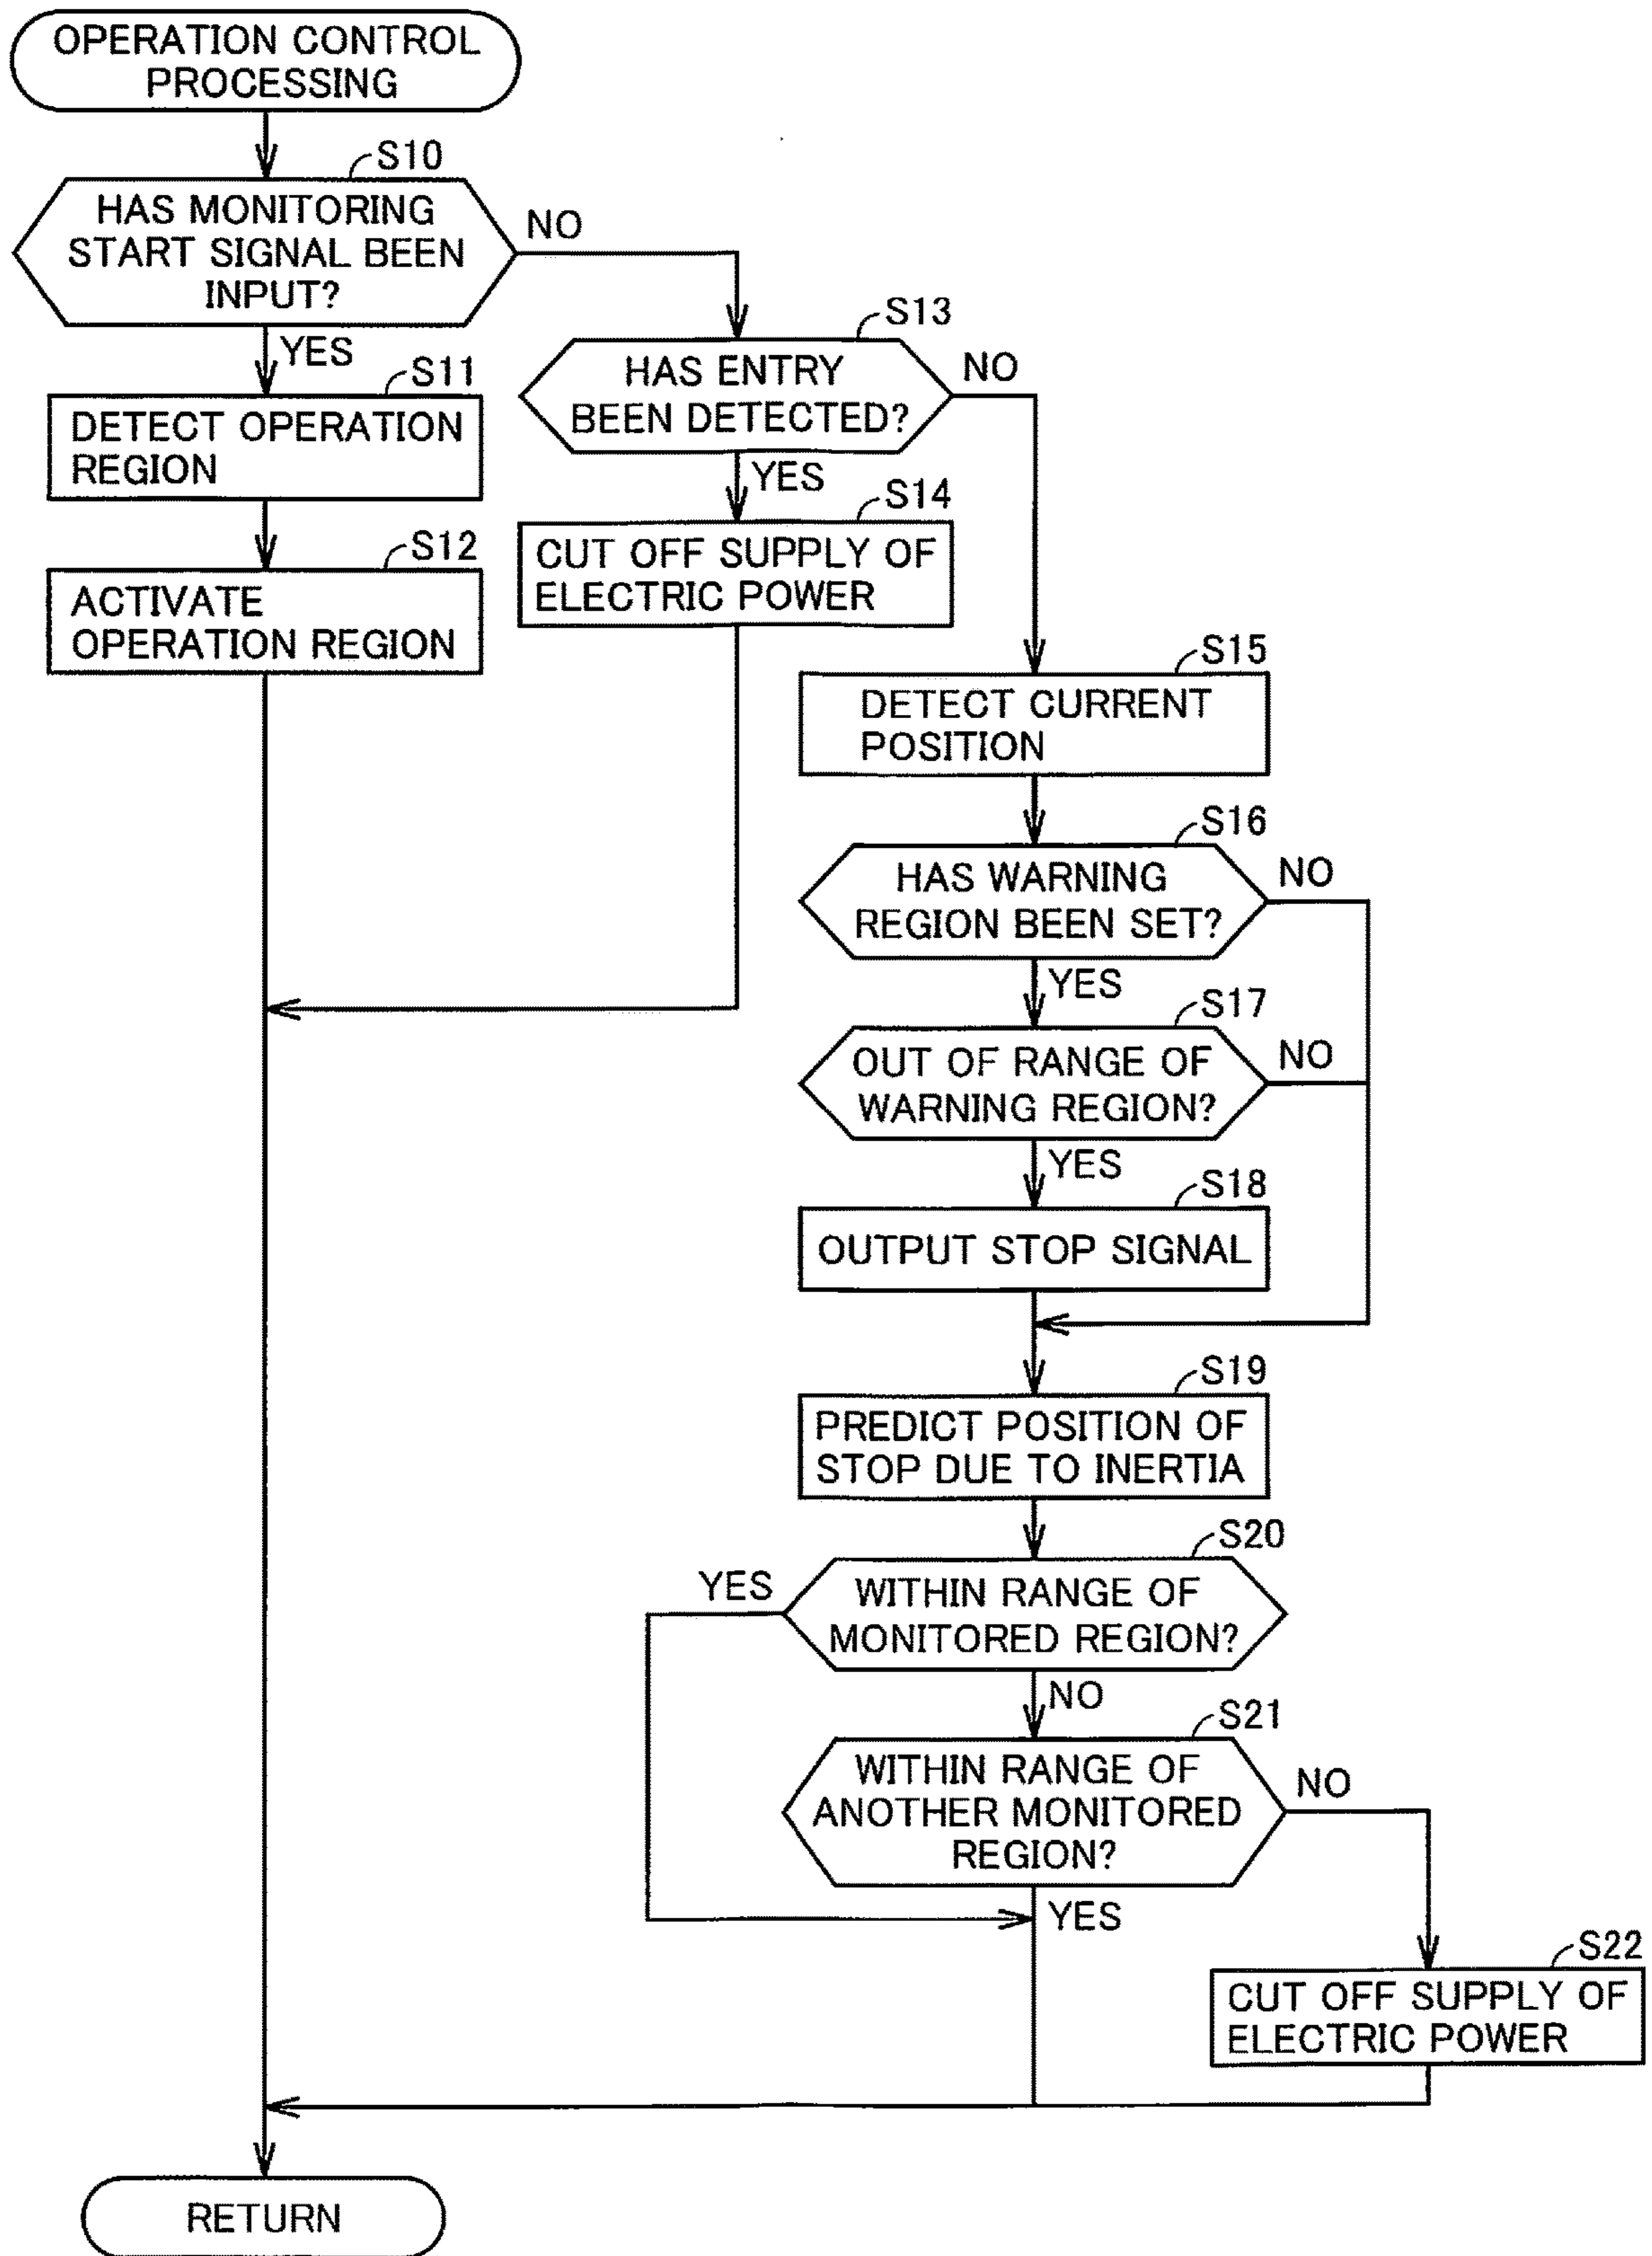 OPERATION CONTROL
PROCESSING
S10
HAS MONITORING
START SIGNAL BEEN
INPUT?
NO
YES
S11
DETECT OPERATION
REGION
S12
ACTIVATE
OPERATION REGION
S13
HAS ENTRY
BEEN DETECTED?
NO
YES
S14
CUT OFF SUPPLY OF
ELECTRIC POWER
S15
DETECT CURRENT
POSITION
S16
HAS WARNING
REGION BEEN SET?
NO
YES
S17
OUT OF RANGE OF
WARNING REGION?
NO
YES
S18
OUTPUT STOP SIGNAL
S19
PREDICT POSITION OF
STOP DUE TO INERTIA
S20
YES
WITHIN RANGE OF
MONITORED REGION?
NO
S21
WITHIN RANGE OF
ANOTHER MONITORED
REGION?
NO
YES
S22
CUT OFF SUPPLY OF
ELECTRIC POWER
RETURN